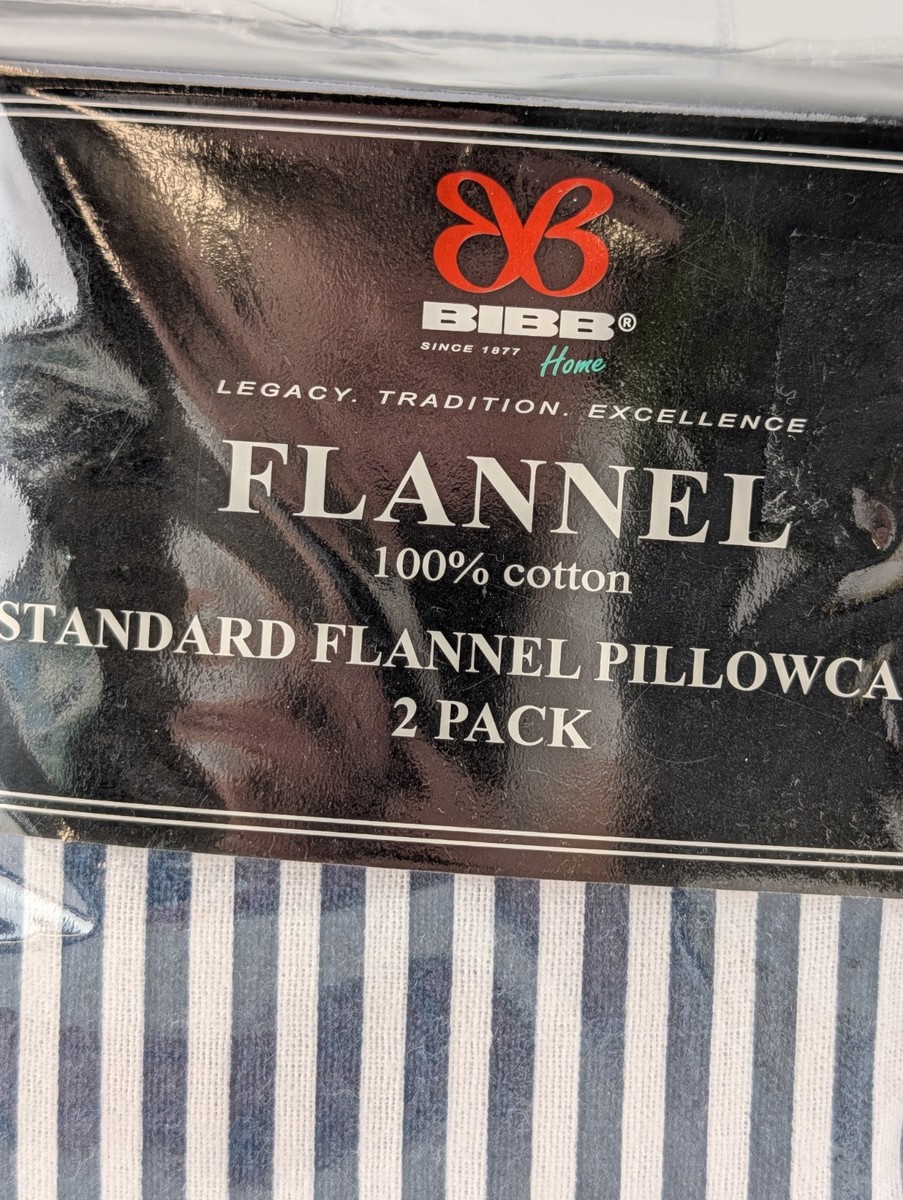 BIBB®
SINCE 1877 Home
LEGACY. TRADITION. EXCELLENCE
FLANNEL
100% cotton
STANDARD FLANNEL PILLOWCA
2 PACK